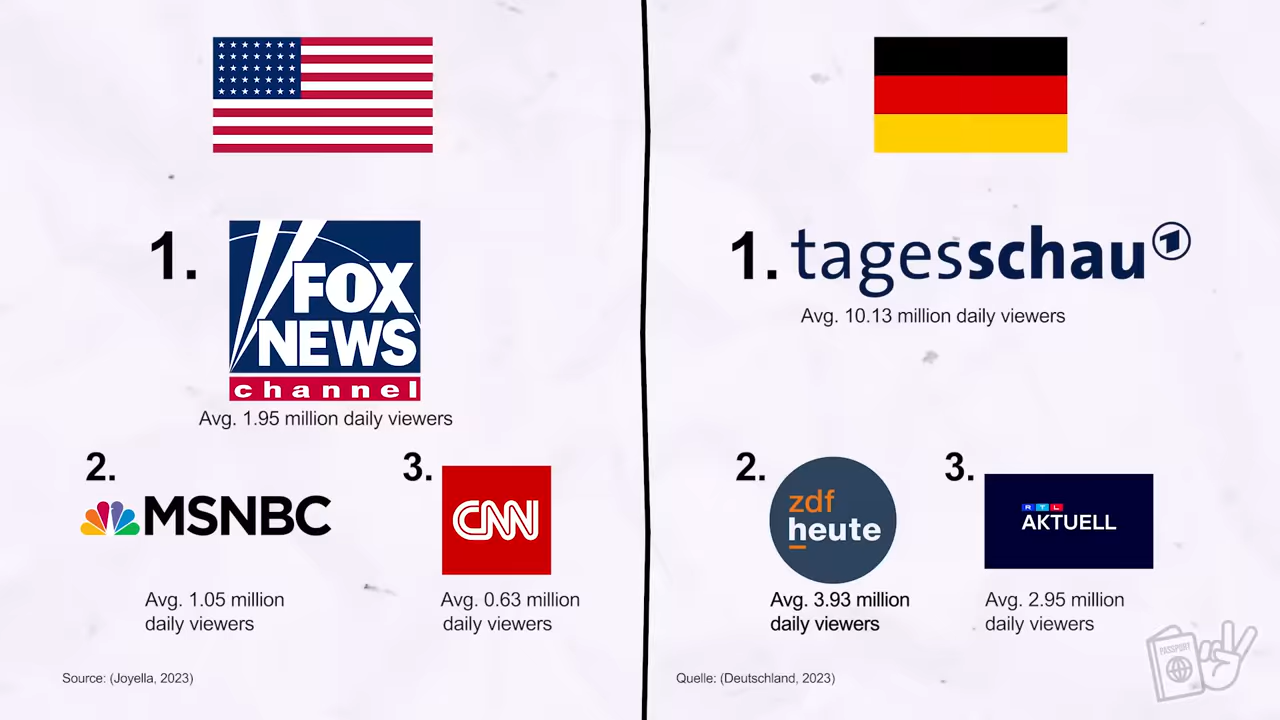 1.
FOX
NEWS
channel
Avg. 1.95 million daily viewers
2.
MSNBC
Avg. 1.05 million
daily viewers
3.
CNN
Avg. 0.63 million
daily viewers
Source: (Joyella, 2023)
1.
tagesschau 1
Avg. 10.13 million daily viewers
2.
zdf
heute
Avg. 3.93 million
daily viewers
3.
RTL
AKTUELL
Avg. 2.95 million
daily viewers
Quelle: (Deutschland, 2023)
PASSPORT